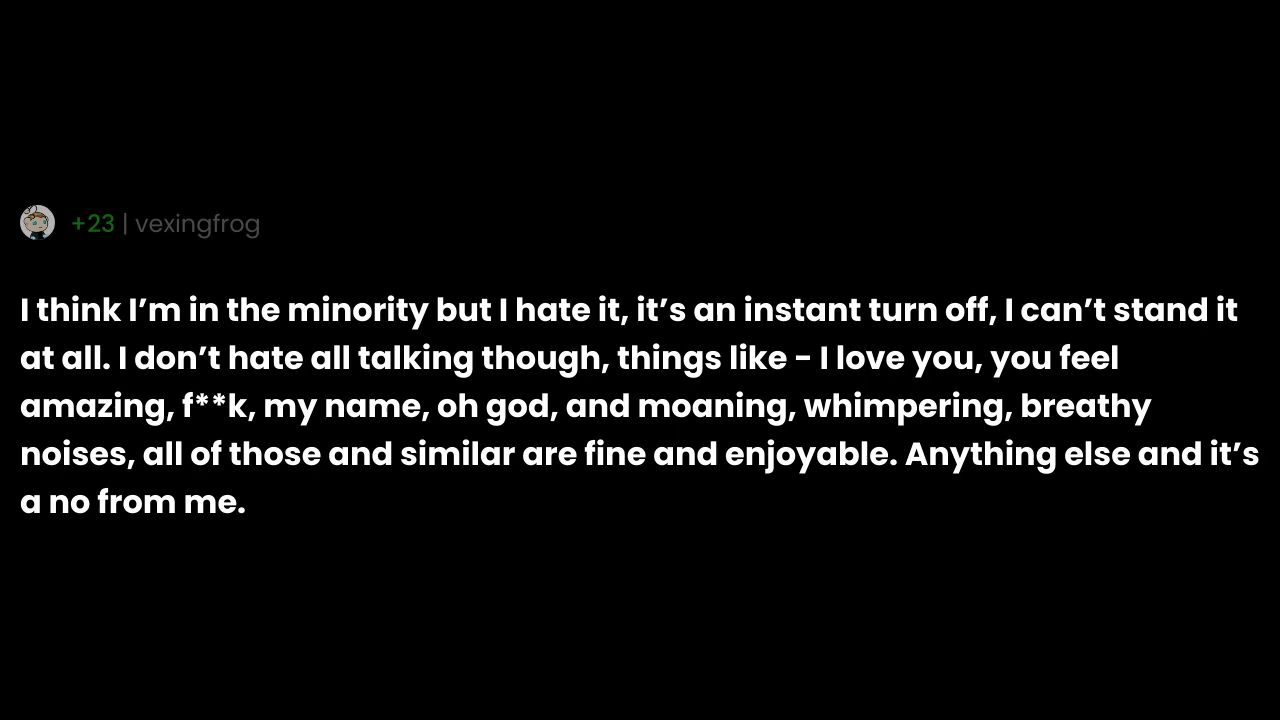 +23 | vexingfrog
I think I’m in the minority but I hate it, it’s an instant turn off, I can’t stand it
at all. I don’t hate all talking though, things like - I love you, you feel
amazing, f**k, my name, oh god, and moaning, whimpering, breathy
noises, all of those and similar are fine and enjoyable. Anything else and it’s
a no from me.